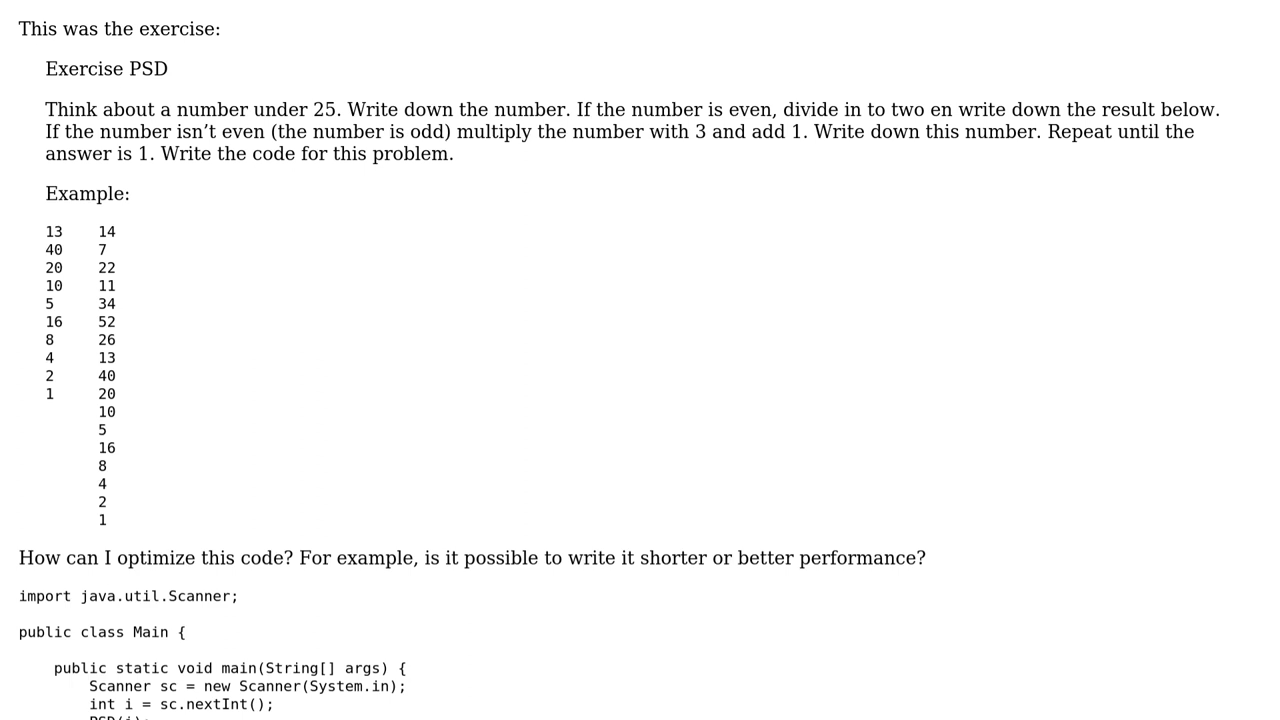 This was the exercise:
Exercise PSD
Think about a number under 25. Write down the number. If the number is even, divide in to two en write down the result below.
If the number isn’t even (the number is odd) multiply the number with 3 and add 1. Write down this number. Repeat until the
answer is 1. Write the code for this problem.
Example:
13    14
40    7
20    22
10    11
5     34
16    52
8     26
4     13
2     40
1     20
      10
      5
      16
      8
      4
      2
      1
How can I optimize this code? For example, is it possible to write it shorter or better performance?
import java.util.Scanner;
public class Main {
    public static void main(String[] args) {
        Scanner sc = new Scanner(System.in);
        int i = sc.nextInt();
        PSD(i);